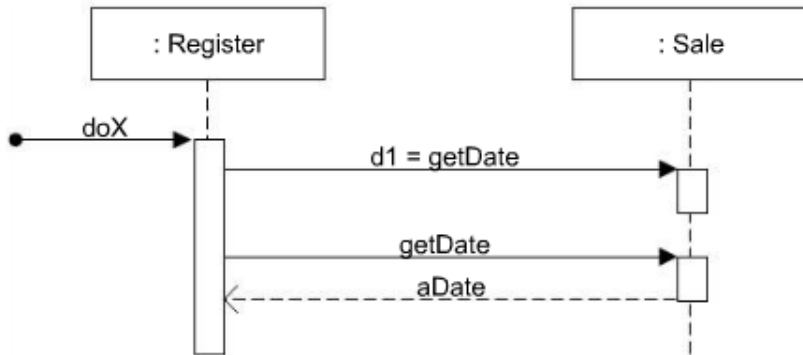 : Register
: Sale
doX
d1 = getDate
getDate
aDate